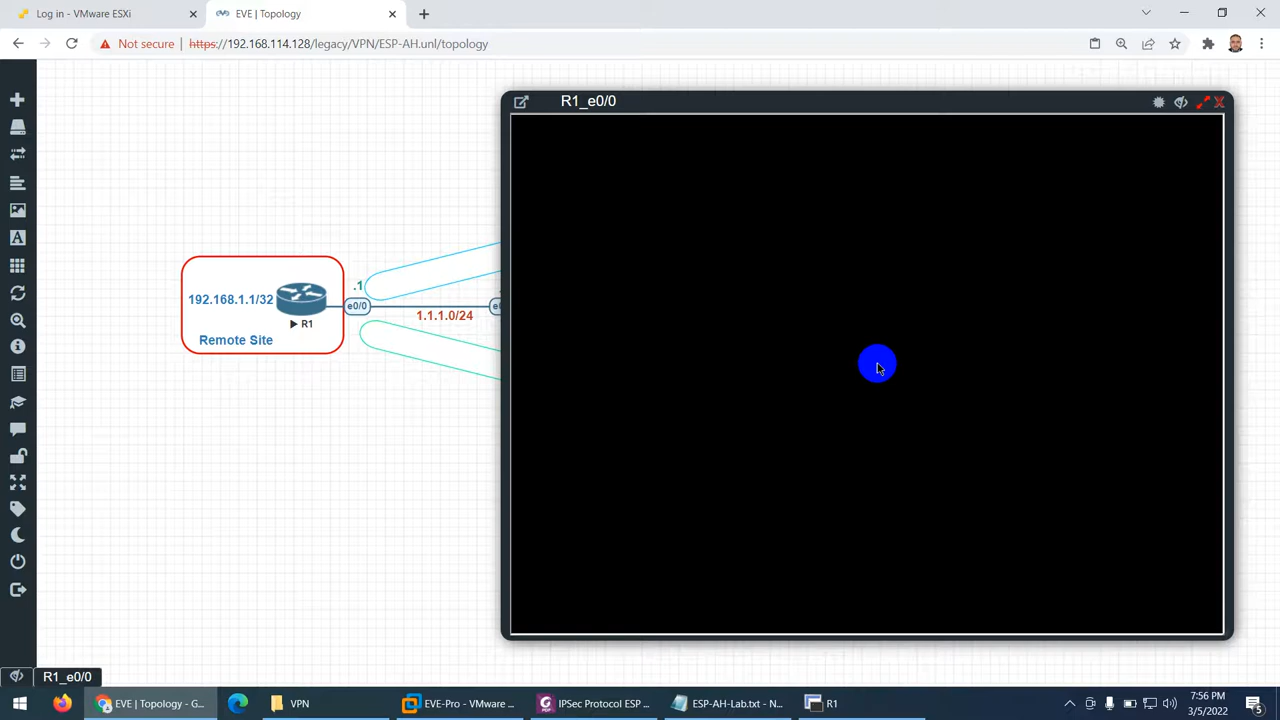 Log in - VMware ESXi
EVE | Topology
Not secure
https://192.168.114.128/legacy/VPN/ESP-AH.unl/topology
R1_e0/0
.1
192.168.1.1/32
e0/0
R1
1.1.1.0/24
Remote Site
R1_e0/0
EVE | Topology - G...
VPN
EVE-Pro - VMware ...
IPSec Protocol ESP ...
ESP-AH-Lab.txt - N...
R1
7:56 PM
3/5/2022
5